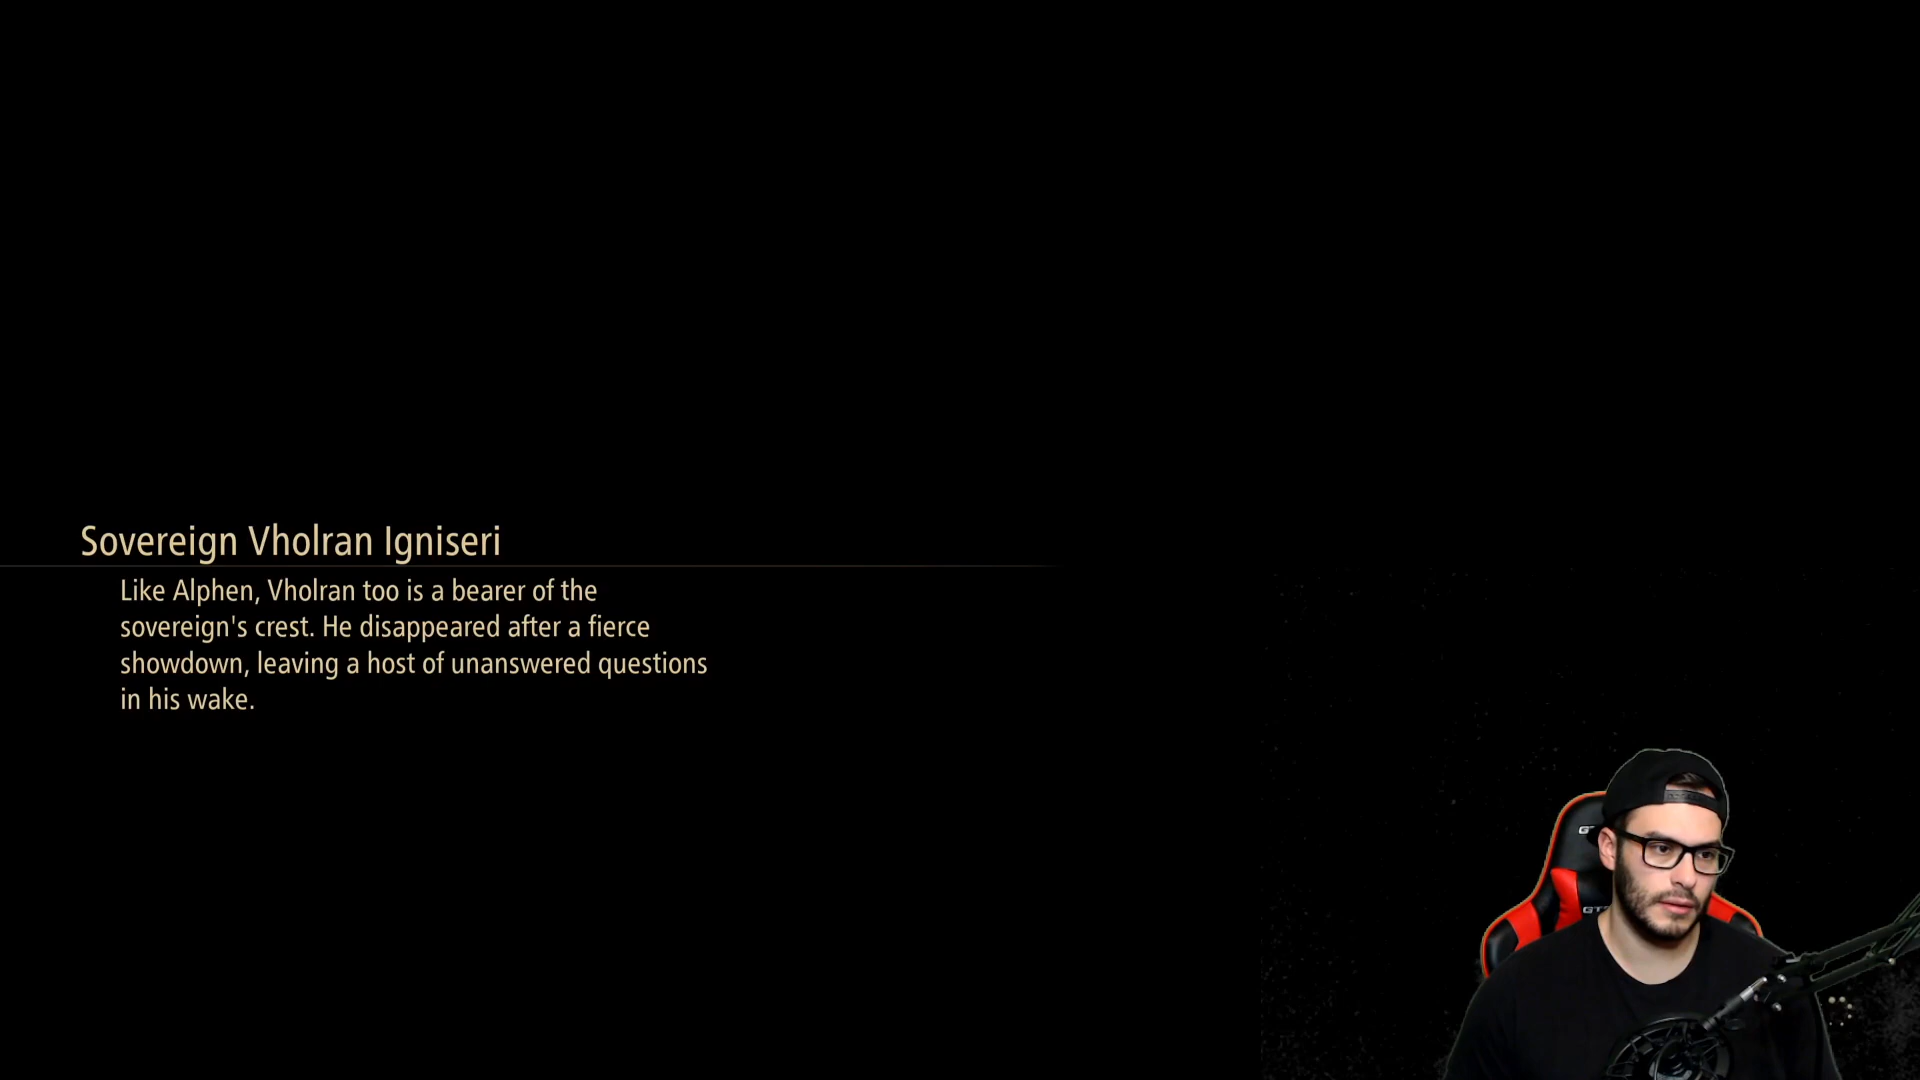 Sovereign Vholran Igniseri
Like Alphen, Vholran too is a bearer of the
sovereign's crest. He disappeared after a fierce
showdown, leaving a host of unanswered questions
in his wake.